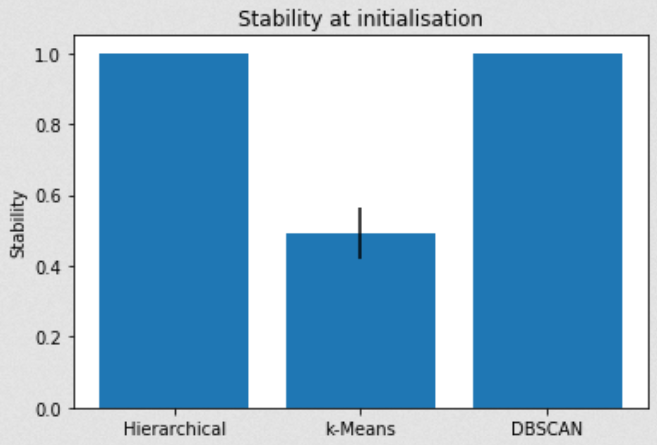 Stability at initialisation
Stability
1.0
0.8
0.6
0.4
0.2
0.0
Hierarchical
k-Means
DBSCAN